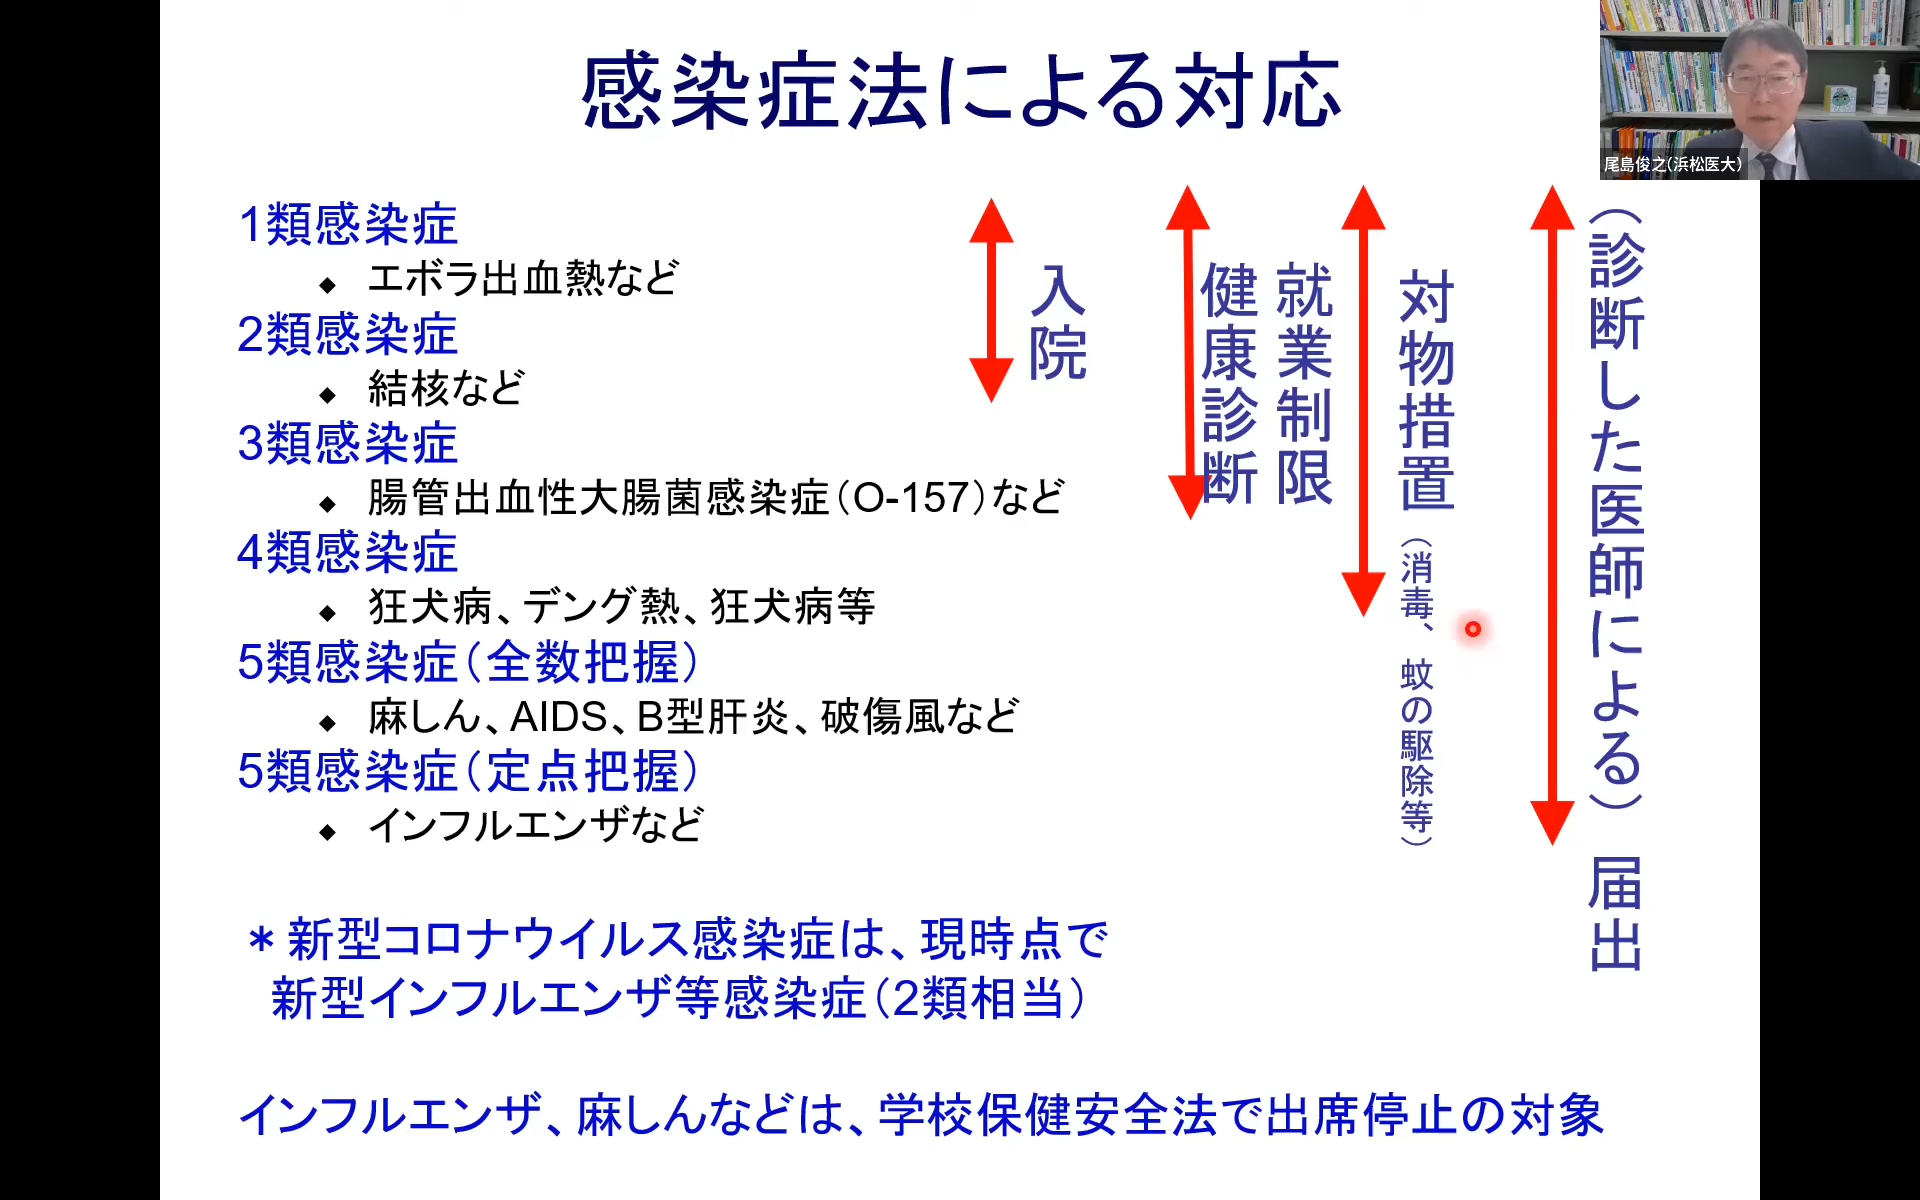 感染症法による対応
尾島俊之(浜松医大)
1類感染症
◆ エボラ出血熱など
2類感染症
◆ 結核など
3類感染症
◆ 腸管出血性大腸菌感染症(O-157)など
4類感染症
◆ 狂犬病、デング熱、狂犬病等
5類感染症(全数把握)
◆ 麻しん、AIDS、B型肝炎、破傷風など
5類感染症(定点把握)
◆ インフルエンザなど
入院
就業制限
健康診断
対物措置(消毒、蚊の駆除等)
(診断した医師による) 届出
＊新型コロナウイルス感染症は、現時点で
新型インフルエンザ等感染症(2類相当)
インフルエンザ、麻しんなどは、学校保健安全法で出席停止の対象